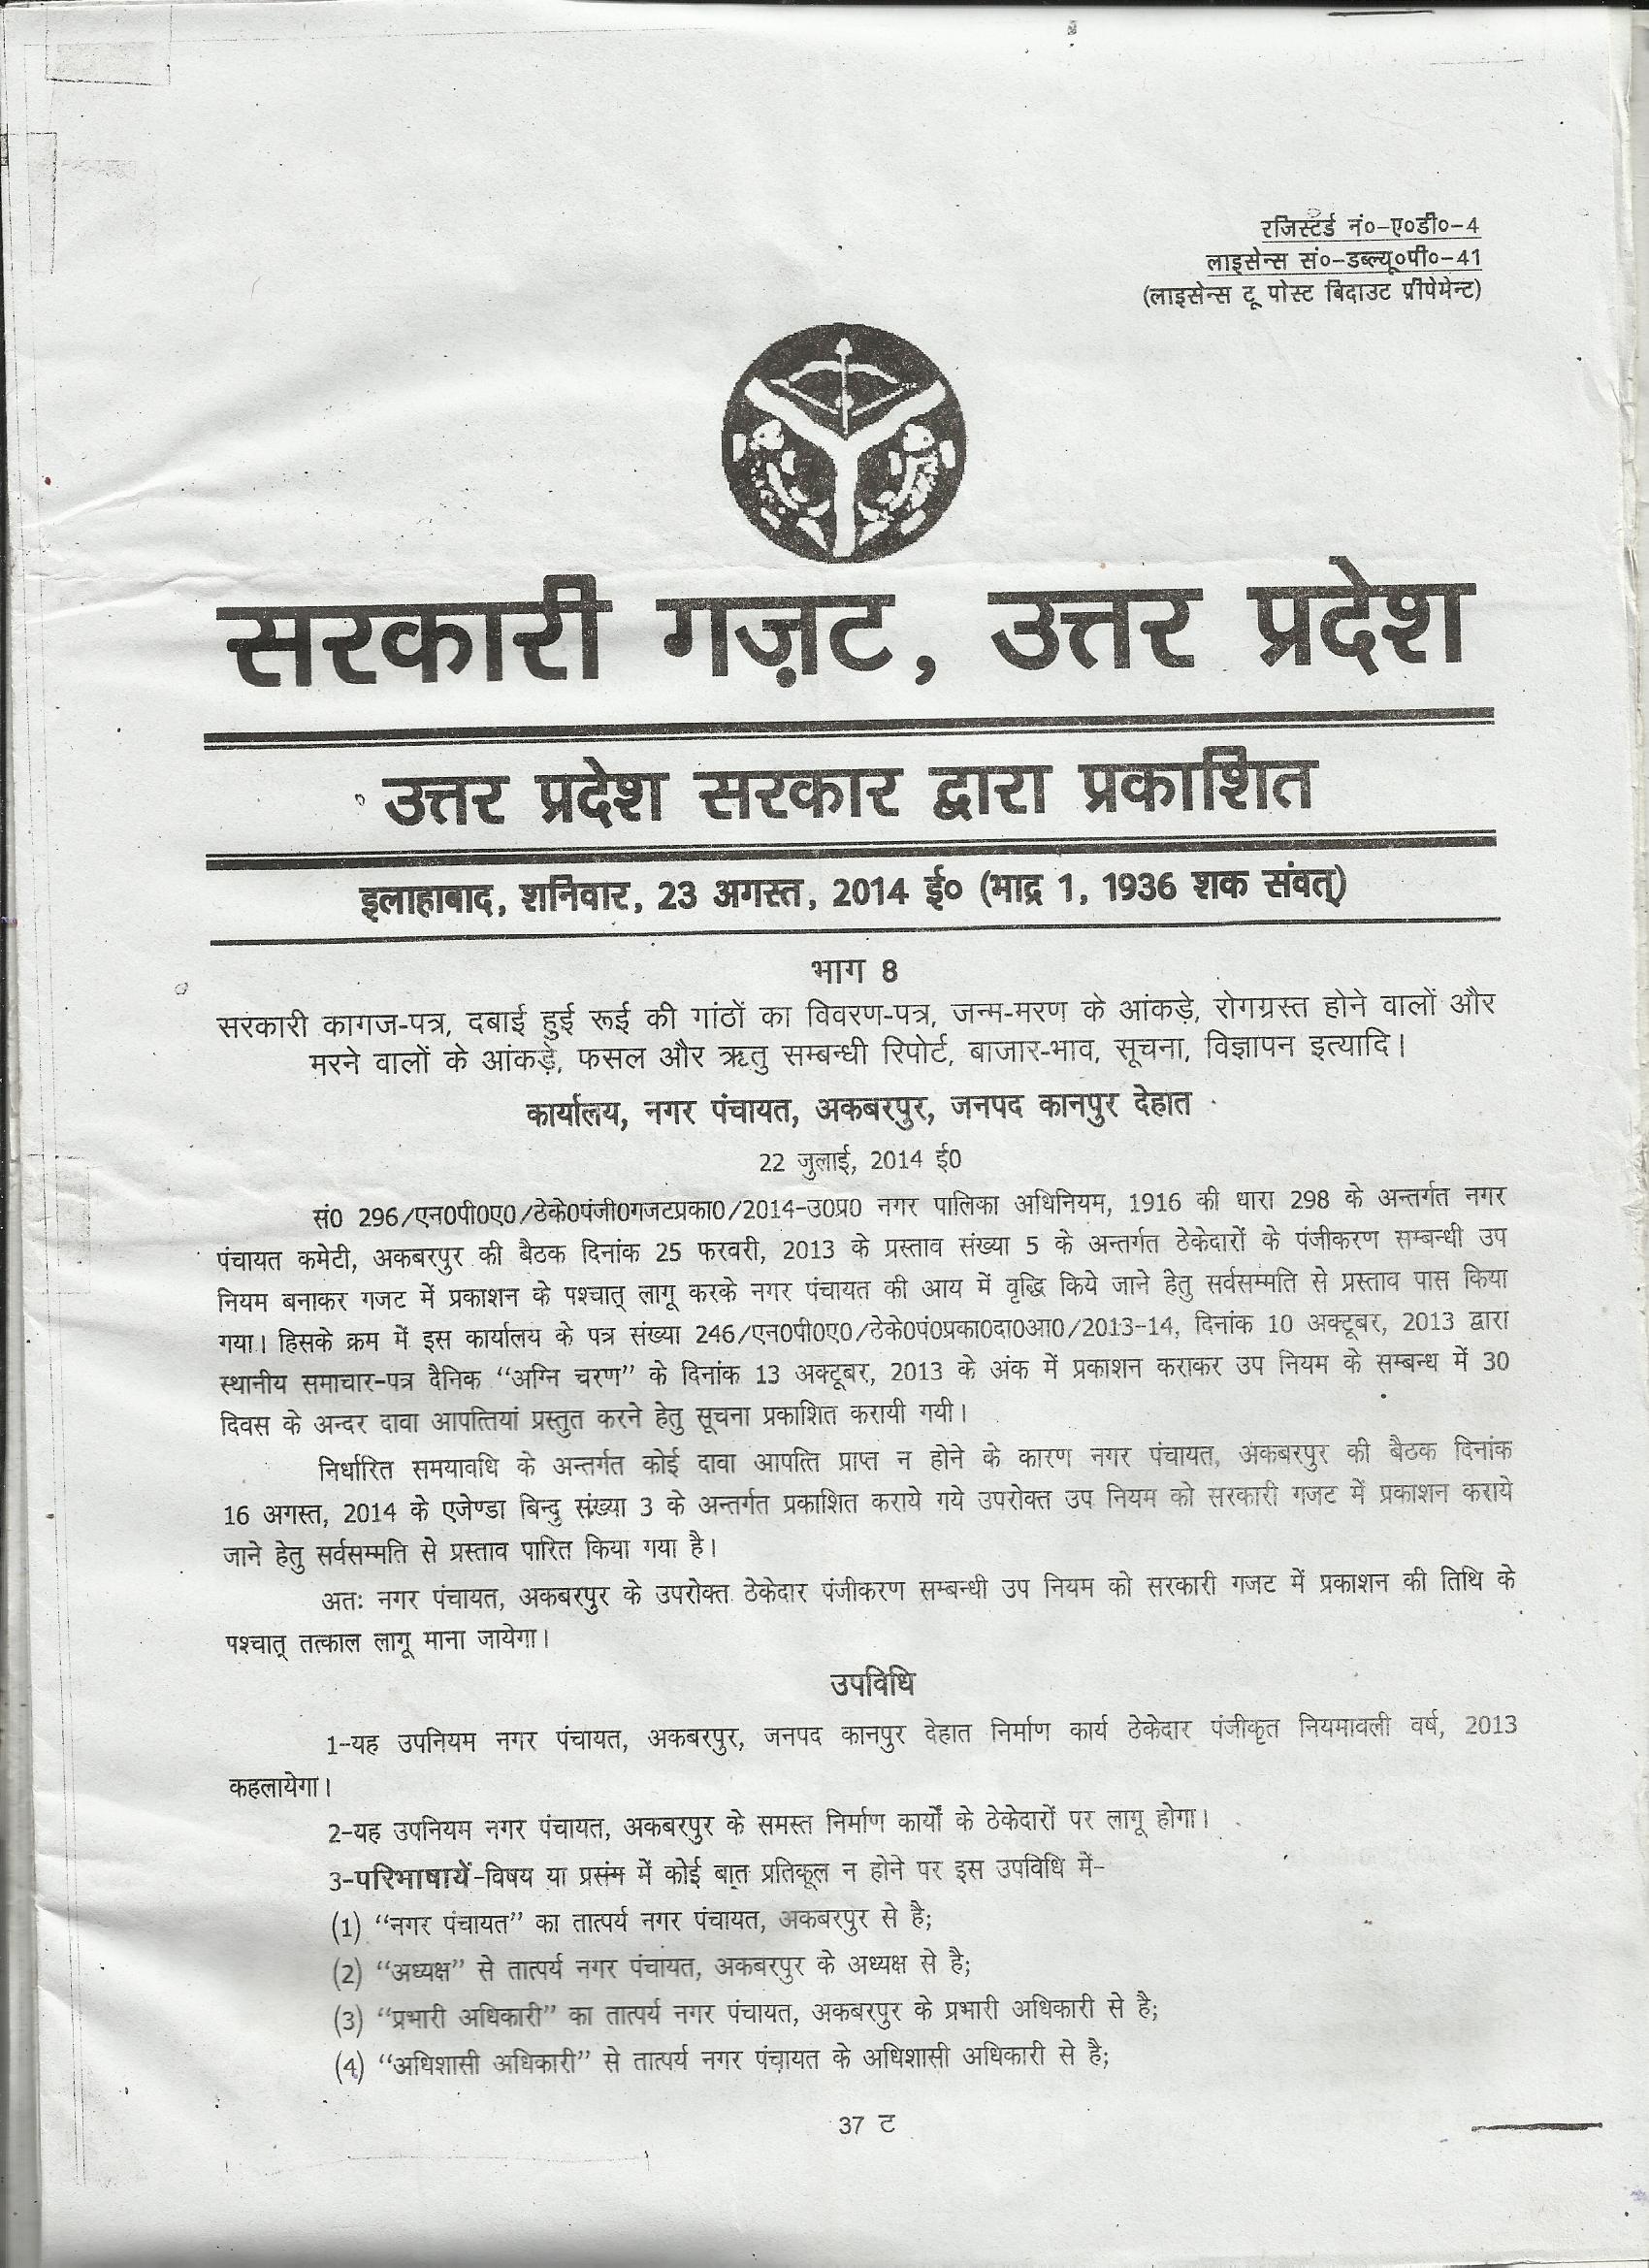 रजिस्टर्ड नं०-ए०डी०-4
लाइसेन्स सं०-डब्ल्यू०पी०-41
(लाइसेन्स टू पोस्ट बिदाउट प्रीपेमेन्ट)
सरकारी गज़ट, उत्तर प्रदेश
उत्तर प्रदेश सरकार द्वारा प्रकाशित
इलाहाबाद, शनिवार, 23 अगस्त, 2014 ई० (भाद्र 1, 1936 शक संवत्)
भाग 8
सरकारी कागज-पत्र, दबाई हुई रूई की गांठों का विवरण-पत्र, जन्म-मरण के आंकड़े, रोगग्रस्त होने वालों और
मरने वालों के आंकड़े, फसल और ऋतु सम्बन्धी रिपोर्ट, बाजार-भाव, सूचना, विज्ञापन इत्यादि।
कार्यालय, नगर पंचायत, अकबरपुर, जनपद कानपुर देहात
22 जुलाई, 2014 ई0
सं0 296/एन0पी0ए0/ठेके0पंजी0गजटप्रका0/2014-उ0प्र0 नगर पालिका अधिनियम, 1916 की धारा 298 के अन्तर्गत नगर
पंचायत कमेटी, अकबरपुर की बैठक दिनांक 25 फरवरी, 2013 के प्रस्ताव संख्या 5 के अन्तर्गत ठेकेदारों के पंजीकरण सम्बन्धी उप
नियम बनाकर गजट में प्रकाशन के पश्चात् लागू करके नगर पंचायत की आय में वृद्धि किये जाने हेतु सर्वसम्मति से प्रस्ताव पास किया
गया। हिसके क्रम में इस कार्यालय के पत्र संख्या 246/एन0पी0ए0/ठेके0पं0प्रका0दा0आ0/2013-14, दिनांक 10 अक्टूबर, 2013 द्वारा
स्थानीय समाचार-पत्र दैनिक “अग्नि चरण” के दिनांक 13 अक्टूबर, 2013 के अंक में प्रकाशन कराकर उप नियम के सम्बन्ध में 30
दिवस के अन्दर दावा आपत्तियां प्रस्तुत करने हेतु सूचना प्रकाशित करायी गयी।
निर्धारित समयावधि के अन्तर्गत कोई दावा आपत्ति प्राप्त न होने के कारण नगर पंचायत, अकबरपुर की बैठक दिनांक
16 अगस्त, 2014 के एजेण्डा बिन्दु संख्या 3 के अन्तर्गत प्रकाशित कराये गये उपरोक्त उप नियम को सरकारी गजट में प्रकाशन कराये
जाने हेतु सर्वसम्मति से प्रस्ताव पारित किया गया है।
अतः नगर पंचायत, अकबरपुर के उपरोक्त ठेकेदार पंजीकरण सम्बन्धी उप नियम को सरकारी गजट में प्रकाशन की तिथि के
पश्चात् तत्काल लागू माना जायेगा।
उपविधि
1-यह उपनियम नगर पंचायत, अकबरपुर, जनपद कानपुर देहात निर्माण कार्य ठेकेदार पंजीकृत नियमावली वर्ष, 2013
कहलायेगा।
2-यह उपनियम नगर पंचायत, अकबरपुर के समस्त निर्माण कार्यों के ठेकेदारों पर लागू होगा।
3-परिभाषायें-विषय या प्रसंग में कोई बात प्रतिकूल न होने पर इस उपविधि में-
(1) “नगर पंचायत” का तात्पर्य नगर पंचायत, अकबरपुर से है;
(2) “अध्यक्ष” से तात्पर्य नगर पंचायत, अकबरपुर के अध्यक्ष से है;
(3) “प्रभारी अधिकारी” का तात्पर्य नगर पंचायत, अकबरपुर के प्रभारी अधिकारी से है;
(4) “अधिशासी अधिकारी” से तात्पर्य नगर पंचायत के अधिशासी अधिकारी से है;
37 ट